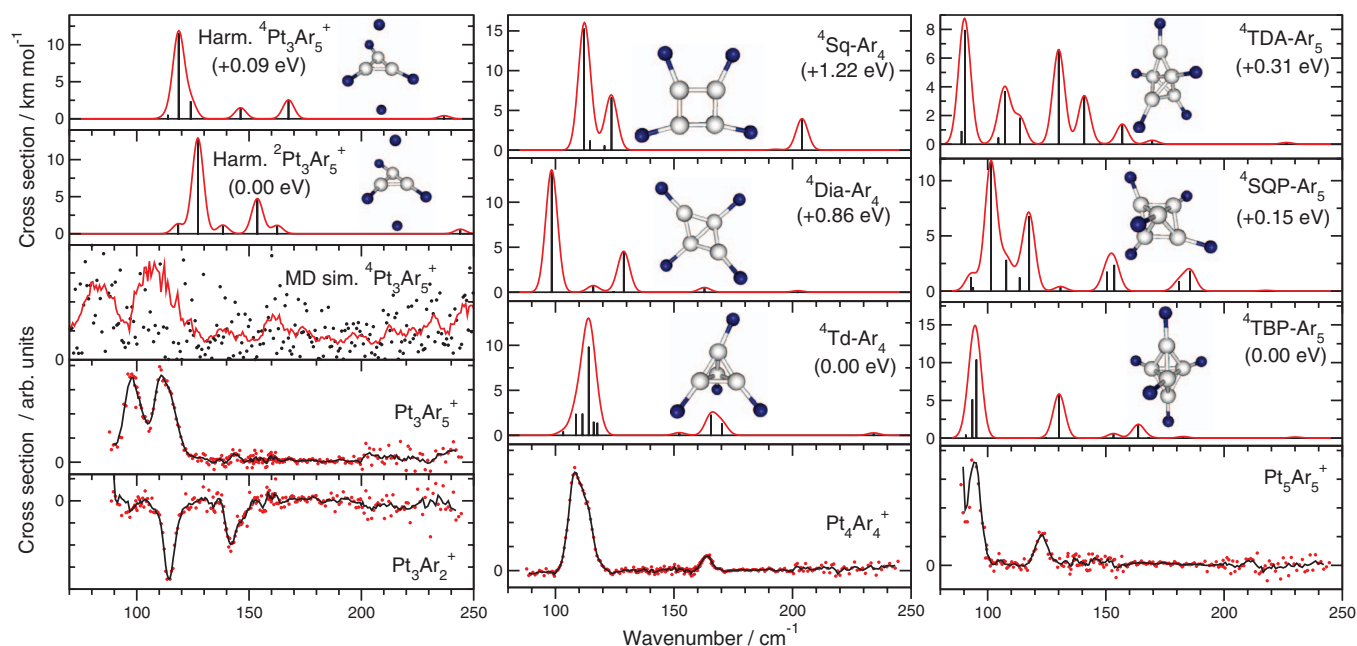 Cross section / km mol-1
Cross section / arb. units
10
5
0
Harm. 4Pt3Ar5+
(+0.09 eV)
10
5
0
Harm. 2Pt3Ar5+
(0.00 eV)
0
MD sim. 4Pt3Ar5+
0
Pt3Ar5+
0
Pt3Ar2+
100
150
200
250
15
10
5
0
4Sq-Ar4
(+1.22 eV)
10
5
0
4Dia-Ar4
(+0.86 eV)
10
5
0
4Td-Ar4
(0.00 eV)
0
Pt4Ar4+
100
150
200
250
Wavenumber / cm-1
8
6
4
2
0
4TDA-Ar5
(+0.31 eV)
10
5
0
4SQP-Ar5
(+0.15 eV)
15
10
5
0
4TBP-Ar5
(0.00 eV)
0
Pt5Ar5+
100
150
200
250